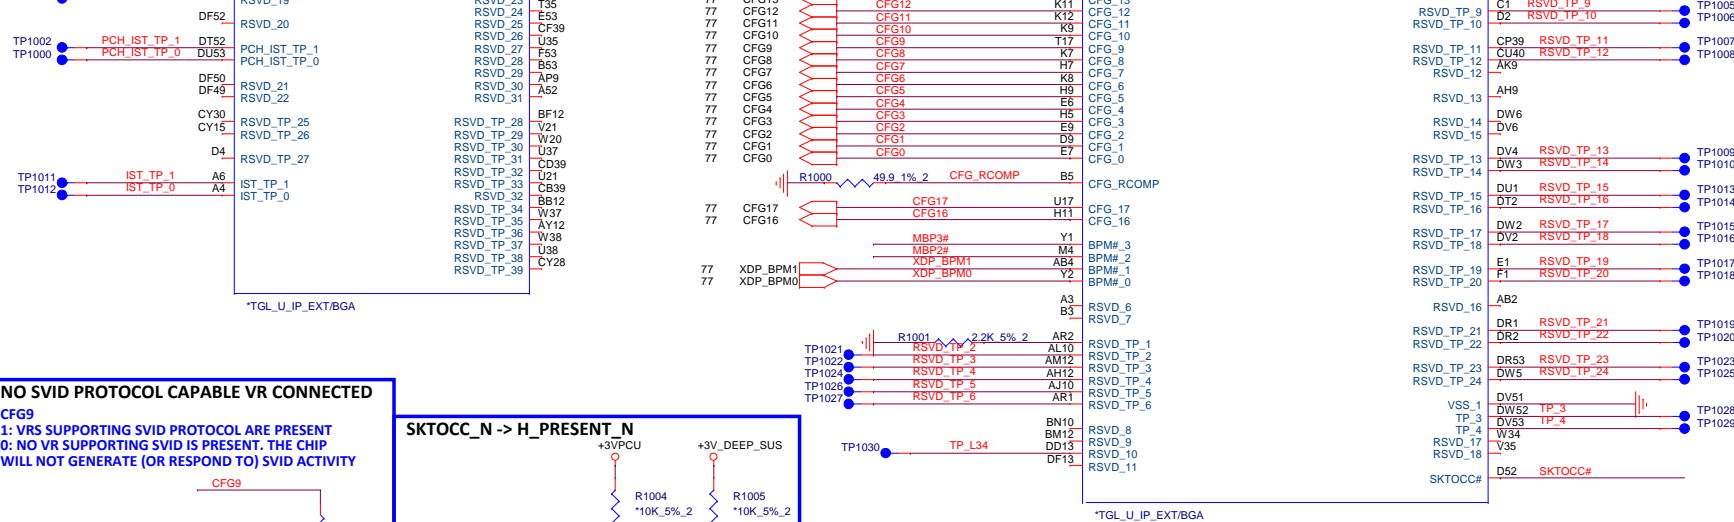 RSVD_19
DF52 RSVD_20
TP1002 PCH_IST_TP_1 DT52 PCH_IST_TP_1
TP1000 PCH_IST_TP_0 DU53 PCH_IST_TP_0
DF50 RSVD_21
DF49 RSVD_22
CY30 RSVD_TP_25
CY15 RSVD_TP_26
D4 RSVD_TP_27
TP1011 IST_TP_1 A6 IST_TP_1
TP1012 IST_TP_0 A4 IST_TP_0
RSVD_23
RSVD_24 T35
RSVD_25 E53
RSVD_26 CF39
RSVD_27 U35
RSVD_28 F53
RSVD_29 B53
RSVD_30 AP9
RSVD_31 A52
RSVD_TP_28 BF12
RSVD_TP_29 V21
RSVD_TP_30 W20
RSVD_TP_31 U37
RSVD_TP_32 CD39
RSVD_TP_33 U21
RSVD_32 CB39
RSVD_TP_34 BB12
RSVD_TP_35 W37
RSVD_TP_36 AY12
RSVD_TP_37 W38
RSVD_TP_38 U38
RSVD_TP_39 CY28
*TGL_U_IP_EXT/BGA
77 CFG13 CFG_13
77 CFG12 CFG12 K11 CFG_12
77 CFG11 CFG11 K12 CFG_11
77 CFG10 CFG10 K9 CFG_10
77 CFG9 CFG9 T17 CFG_9
77 CFG8 CFG8 K7 CFG_8
77 CFG7 CFG7 H7 CFG_7
77 CFG6 CFG6 K8 CFG_6
77 CFG5 CFG5 H9 CFG_5
77 CFG4 CFG4 E6 CFG_4
77 CFG3 CFG3 H5 CFG_3
77 CFG2 CFG2 E9 CFG_2
77 CFG1 CFG1 D9 CFG_1
77 CFG0 CFG0 E7 CFG_0
R1000 49.9_1%_2 CFG_RCOMP B5 CFG_RCOMP
77 CFG17 CFG17 U17 CFG_17
77 CFG16 CFG16 H11 CFG_16
MBP3# Y1 BPM#_3
MBP2# M4 BPM#_2
77 XDP_BPM1 XDP_BPM1 AB4 BPM#_1
77 XDP_BPM0 XDP_BPM0 Y2 BPM#_0
A3 RSVD_6
B3 RSVD_7
R1001 2.2K_5%_2 AR2 RSVD_TP_1
TP1021 RSVD_TP_2 AL10 RSVD_TP_2
TP1022 RSVD_TP_3 AM12 RSVD_TP_3
TP1024 RSVD_TP_4 AH12 RSVD_TP_4
TP1026 RSVD_TP_5 AJ10 RSVD_TP_5
TP1027 RSVD_TP_6 AR1 RSVD_TP_6
BN10 RSVD_8
BM12 RSVD_9
TP1030 TP_L34 DD13 RSVD_10
DF13 RSVD_11
RSVD_TP_9 C1 RSVD_TP_9 TP1005
RSVD_TP_10 D2 RSVD_TP_10 TP1006
RSVD_TP_11 CP39 RSVD_TP_11 TP1007
RSVD_TP_12 CU40 RSVD_TP_12 TP1008
RSVD_12 AK9
RSVD_13 AH9
RSVD_14 DW6
RSVD_15 DV6
RSVD_TP_13 DV4 RSVD_TP_13 TP1009
RSVD_TP_14 DW3 RSVD_TP_14 TP1010
RSVD_TP_15 DU1 RSVD_TP_15 TP1013
RSVD_TP_16 DT2 RSVD_TP_16 TP1014
RSVD_TP_17 DW2 RSVD_TP_17 TP1015
RSVD_TP_18 DV2 RSVD_TP_18 TP1016
RSVD_TP_19 E1 RSVD_TP_19 TP1017
RSVD_TP_20 F1 RSVD_TP_20 TP1018
RSVD_16 AB2
RSVD_TP_21 DR1 RSVD_TP_21 TP1019
RSVD_TP_22 DR2 RSVD_TP_22 TP1020
RSVD_TP_23 DR53 RSVD_TP_23 TP1023
RSVD_TP_24 DW5 RSVD_TP_24 TP1025
VSS_1 DV51
TP_3 DW52 TP_3 TP1028
TP_4 DV53 TP_4 TP1029
RSVD_17 W34
RSVD_18 V35
SKTOCC# D52 SKTOCC#
*TGL_U_IP_EXT/BGA
NO SVID PROTOCOL CAPABLE VR CONNECTED
CFG9
1: VRS SUPPORTING SVID PROTOCOL ARE PRESENT
0: NO VR SUPPORTING SVID IS PRESENT. THE CHIP
WILL NOT GENERATE (OR RESPOND TO) SVID ACTIVITY
CFG9
SKTOCC_N -> H_PRESENT_N
+3VPCU +3V_DEEP_SUS
R1004 R1005
*10K_5%_2 *10K_5%_2